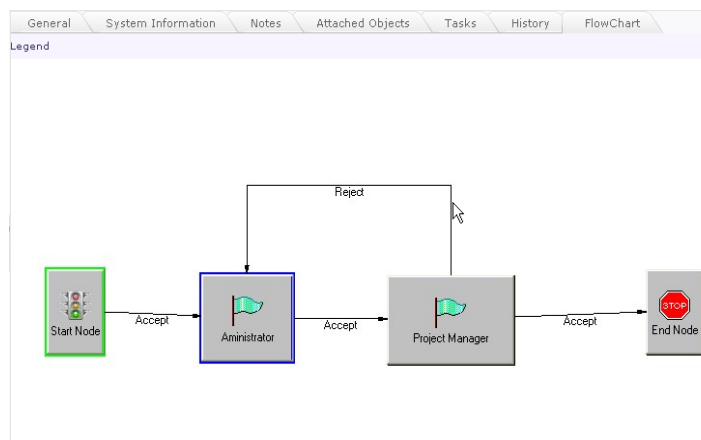 General System Information Notes Attached Objects Tasks History FlowChart
Legend
Reject
Start Node
Accept
Aministrator
Accept
Project Manager
Accept
STOP
End Node